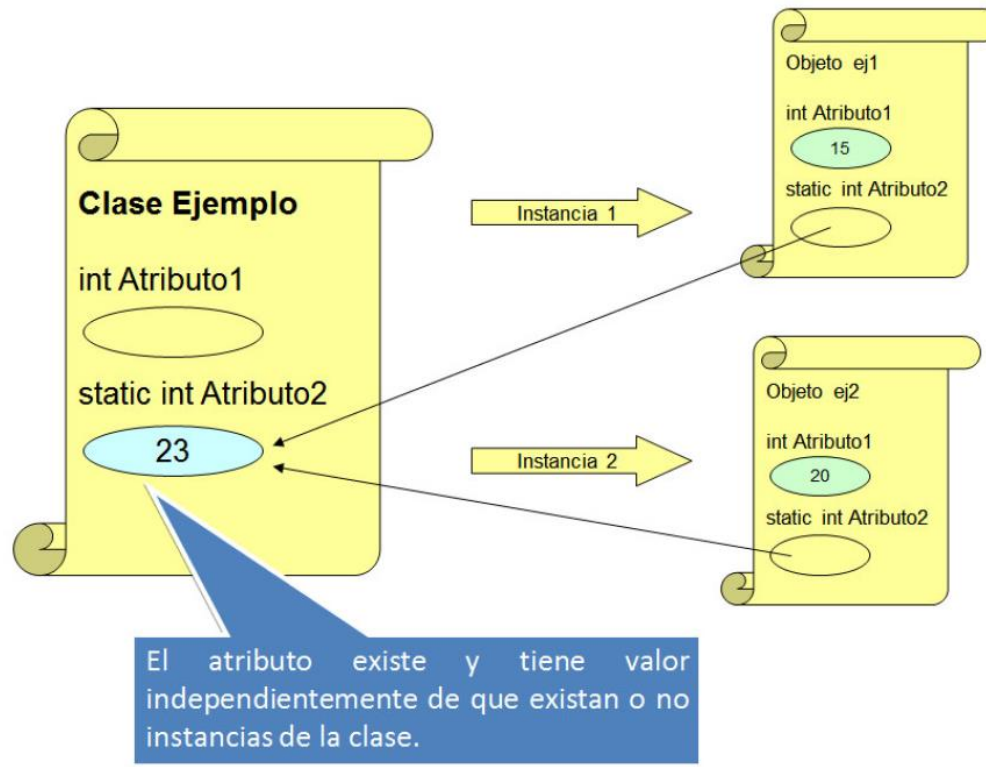 Clase Ejemplo
int Atributo1
static int Atributo2
23
Instancia 1
Objeto ej1
int Atributo1
15
static int Atributo2
Instancia 2
Objeto ej2
int Atributo1
20
static int Atributo2
El atributo existe y tiene valor
independientemente de que existan o no
instancias de la clase.